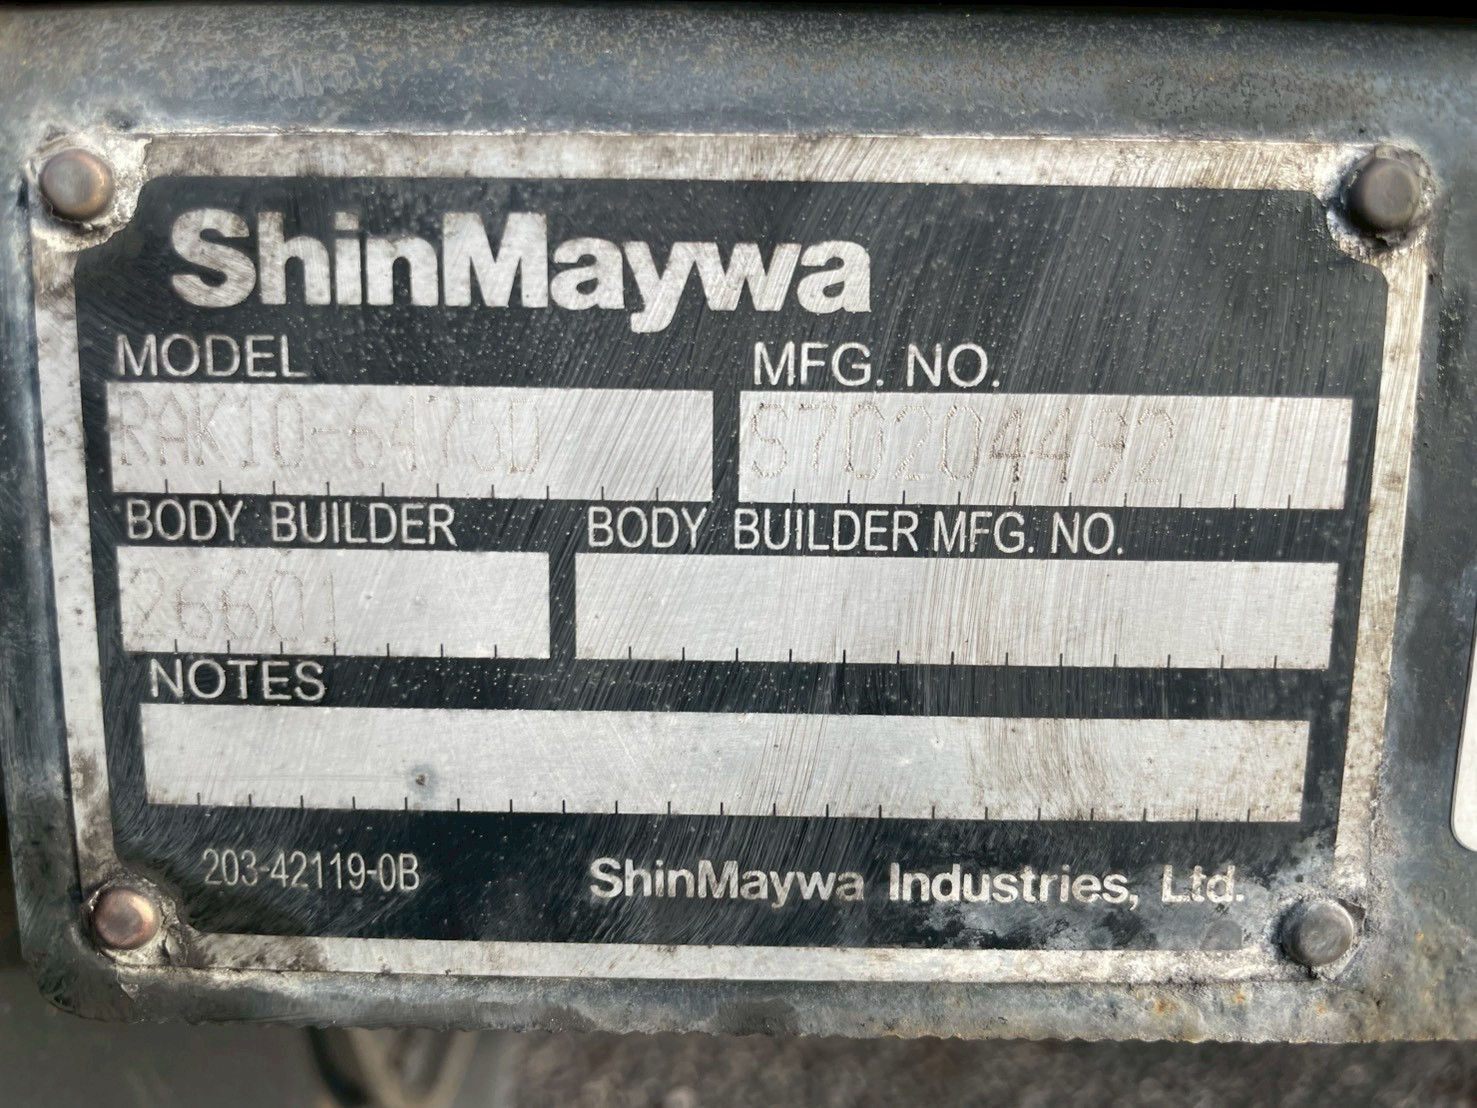 ShinMaywa
MODEL MFG. NO.
RAK10-6475D S70204492
BODY BUILDER BODY BUILDER MFG. NO.
26601
NOTES
203-42119-0B ShinMaywa Industries, Ltd.